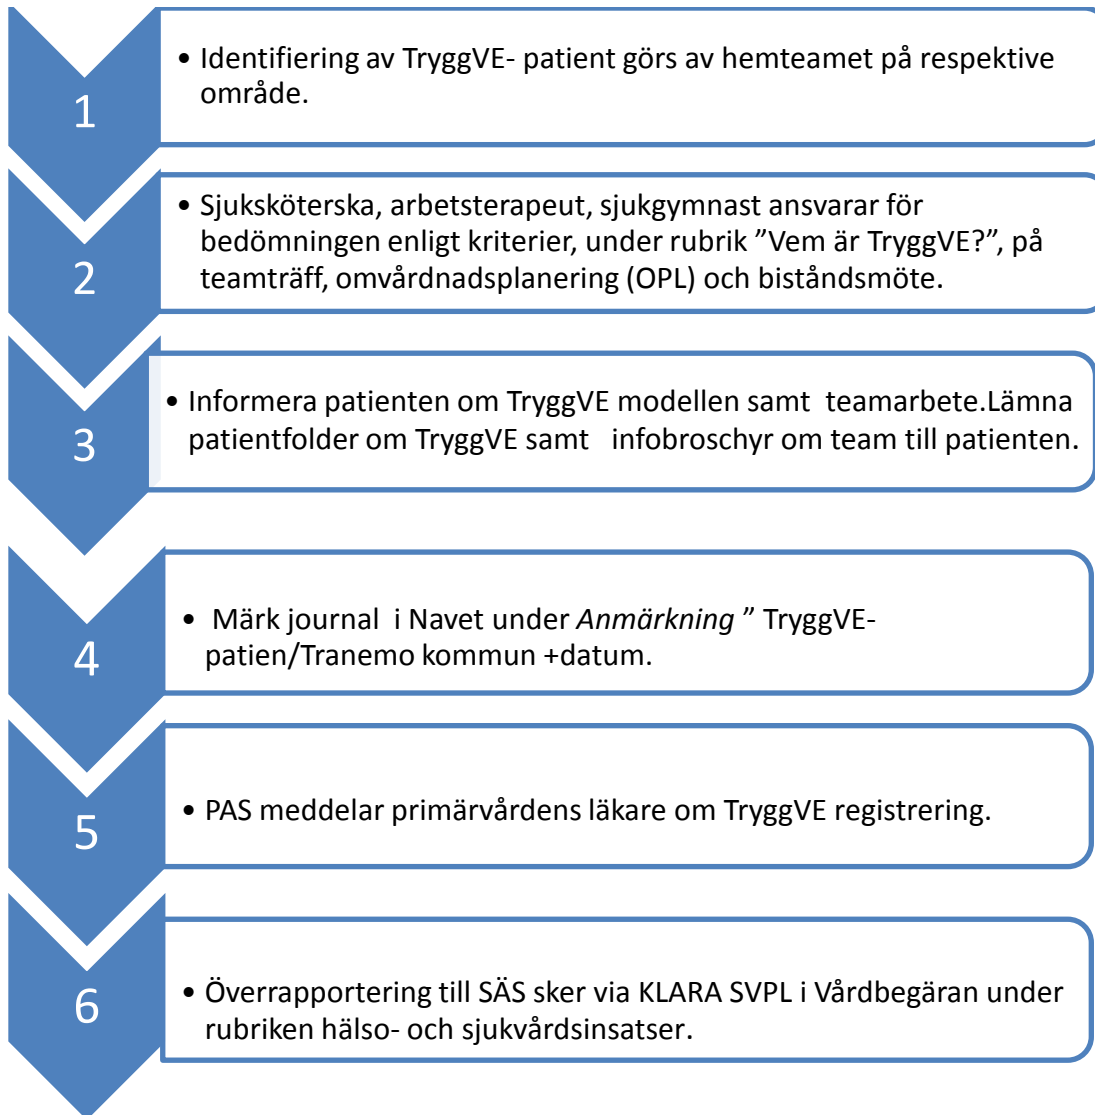 1
• Identifiering av TryggVE- patient görs av hemteamet på respektive
område.
2
• Sjuksköterska, arbetsterapeut, sjukgymnast ansvarar för
bedömningen enligt kriterier, under rubrik ”Vem är TryggVE?”, på
teamträff, omvårdnadsplanering (OPL) och biståndsmöte.
3
• Informera patienten om TryggVE modellen samt teamarbete.Lämna
patientfolder om TryggVE samt infobroschyr om team till patienten.
4
• Märk journal i Navet under Anmärkning ” TryggVE-
patien/Tranemo kommun +datum.
5
• PAS meddelar primärvårdens läkare om TryggVE registrering.
6
• Överrapportering till SÄS sker via KLARA SVPL i Vårdbegäran under
rubriken hälso- och sjukvårdsinsatser.